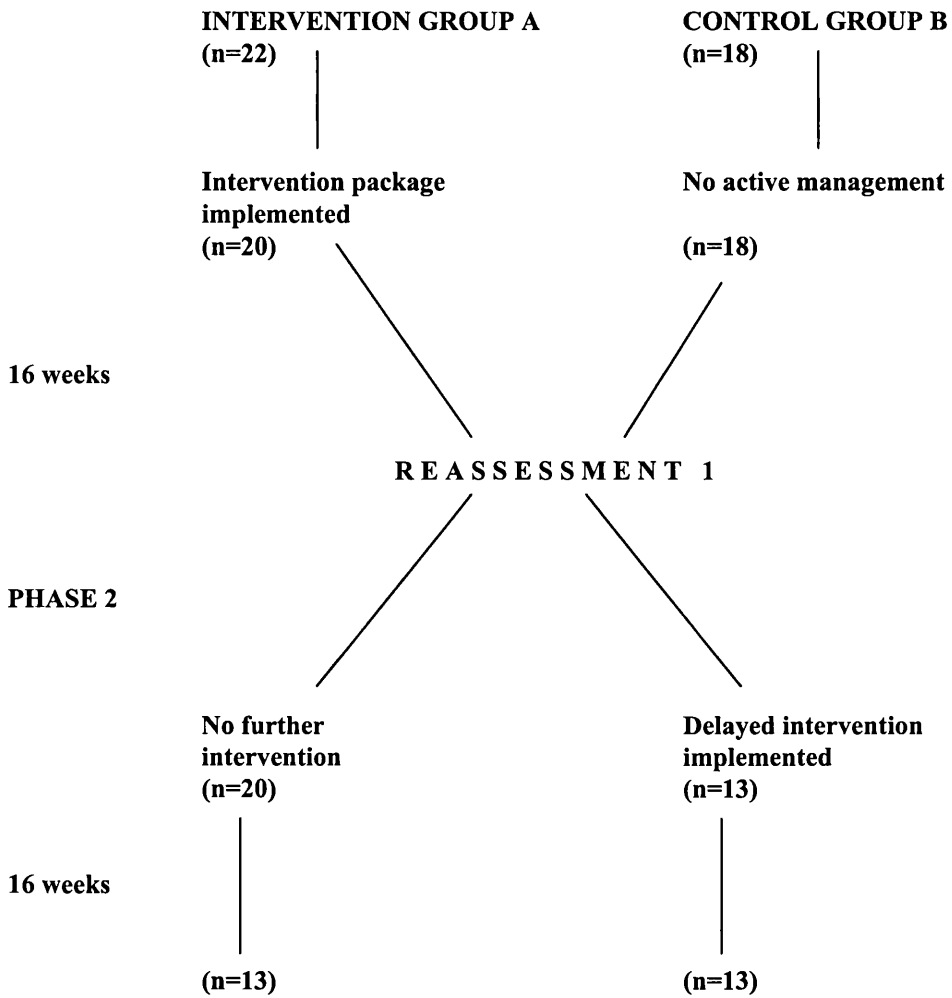 INTERVENTION GROUP A
(n=22)
CONTROL GROUP B
(n=18)
Intervention package
implemented
(n=20)
No active management
(n=18)
16 weeks
REASSESSMENT 1
PHASE 2
No further
intervention
(n=20)
Delayed intervention
implemented
(n=13)
16 weeks
(n=13)
(n=13)